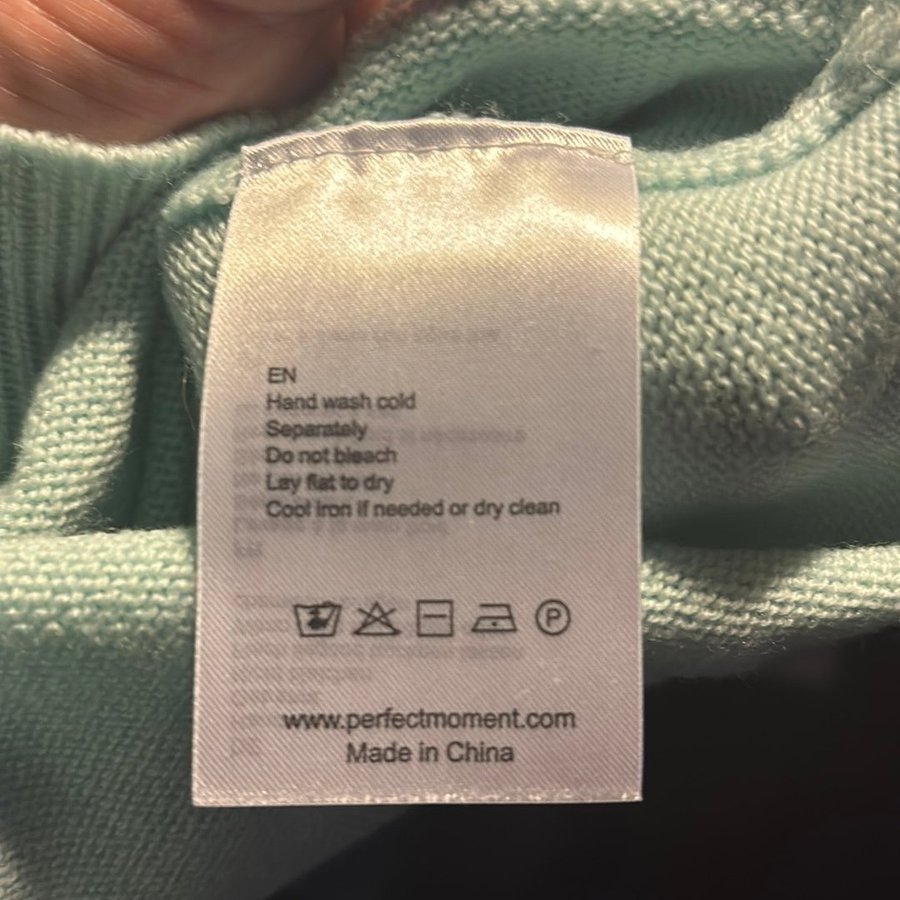 EN
Hand wash cold
Separately
Do not bleach
Lay flat to dry
Cool iron if needed or dry clean
P
www.perfectmoment.com
Made in China